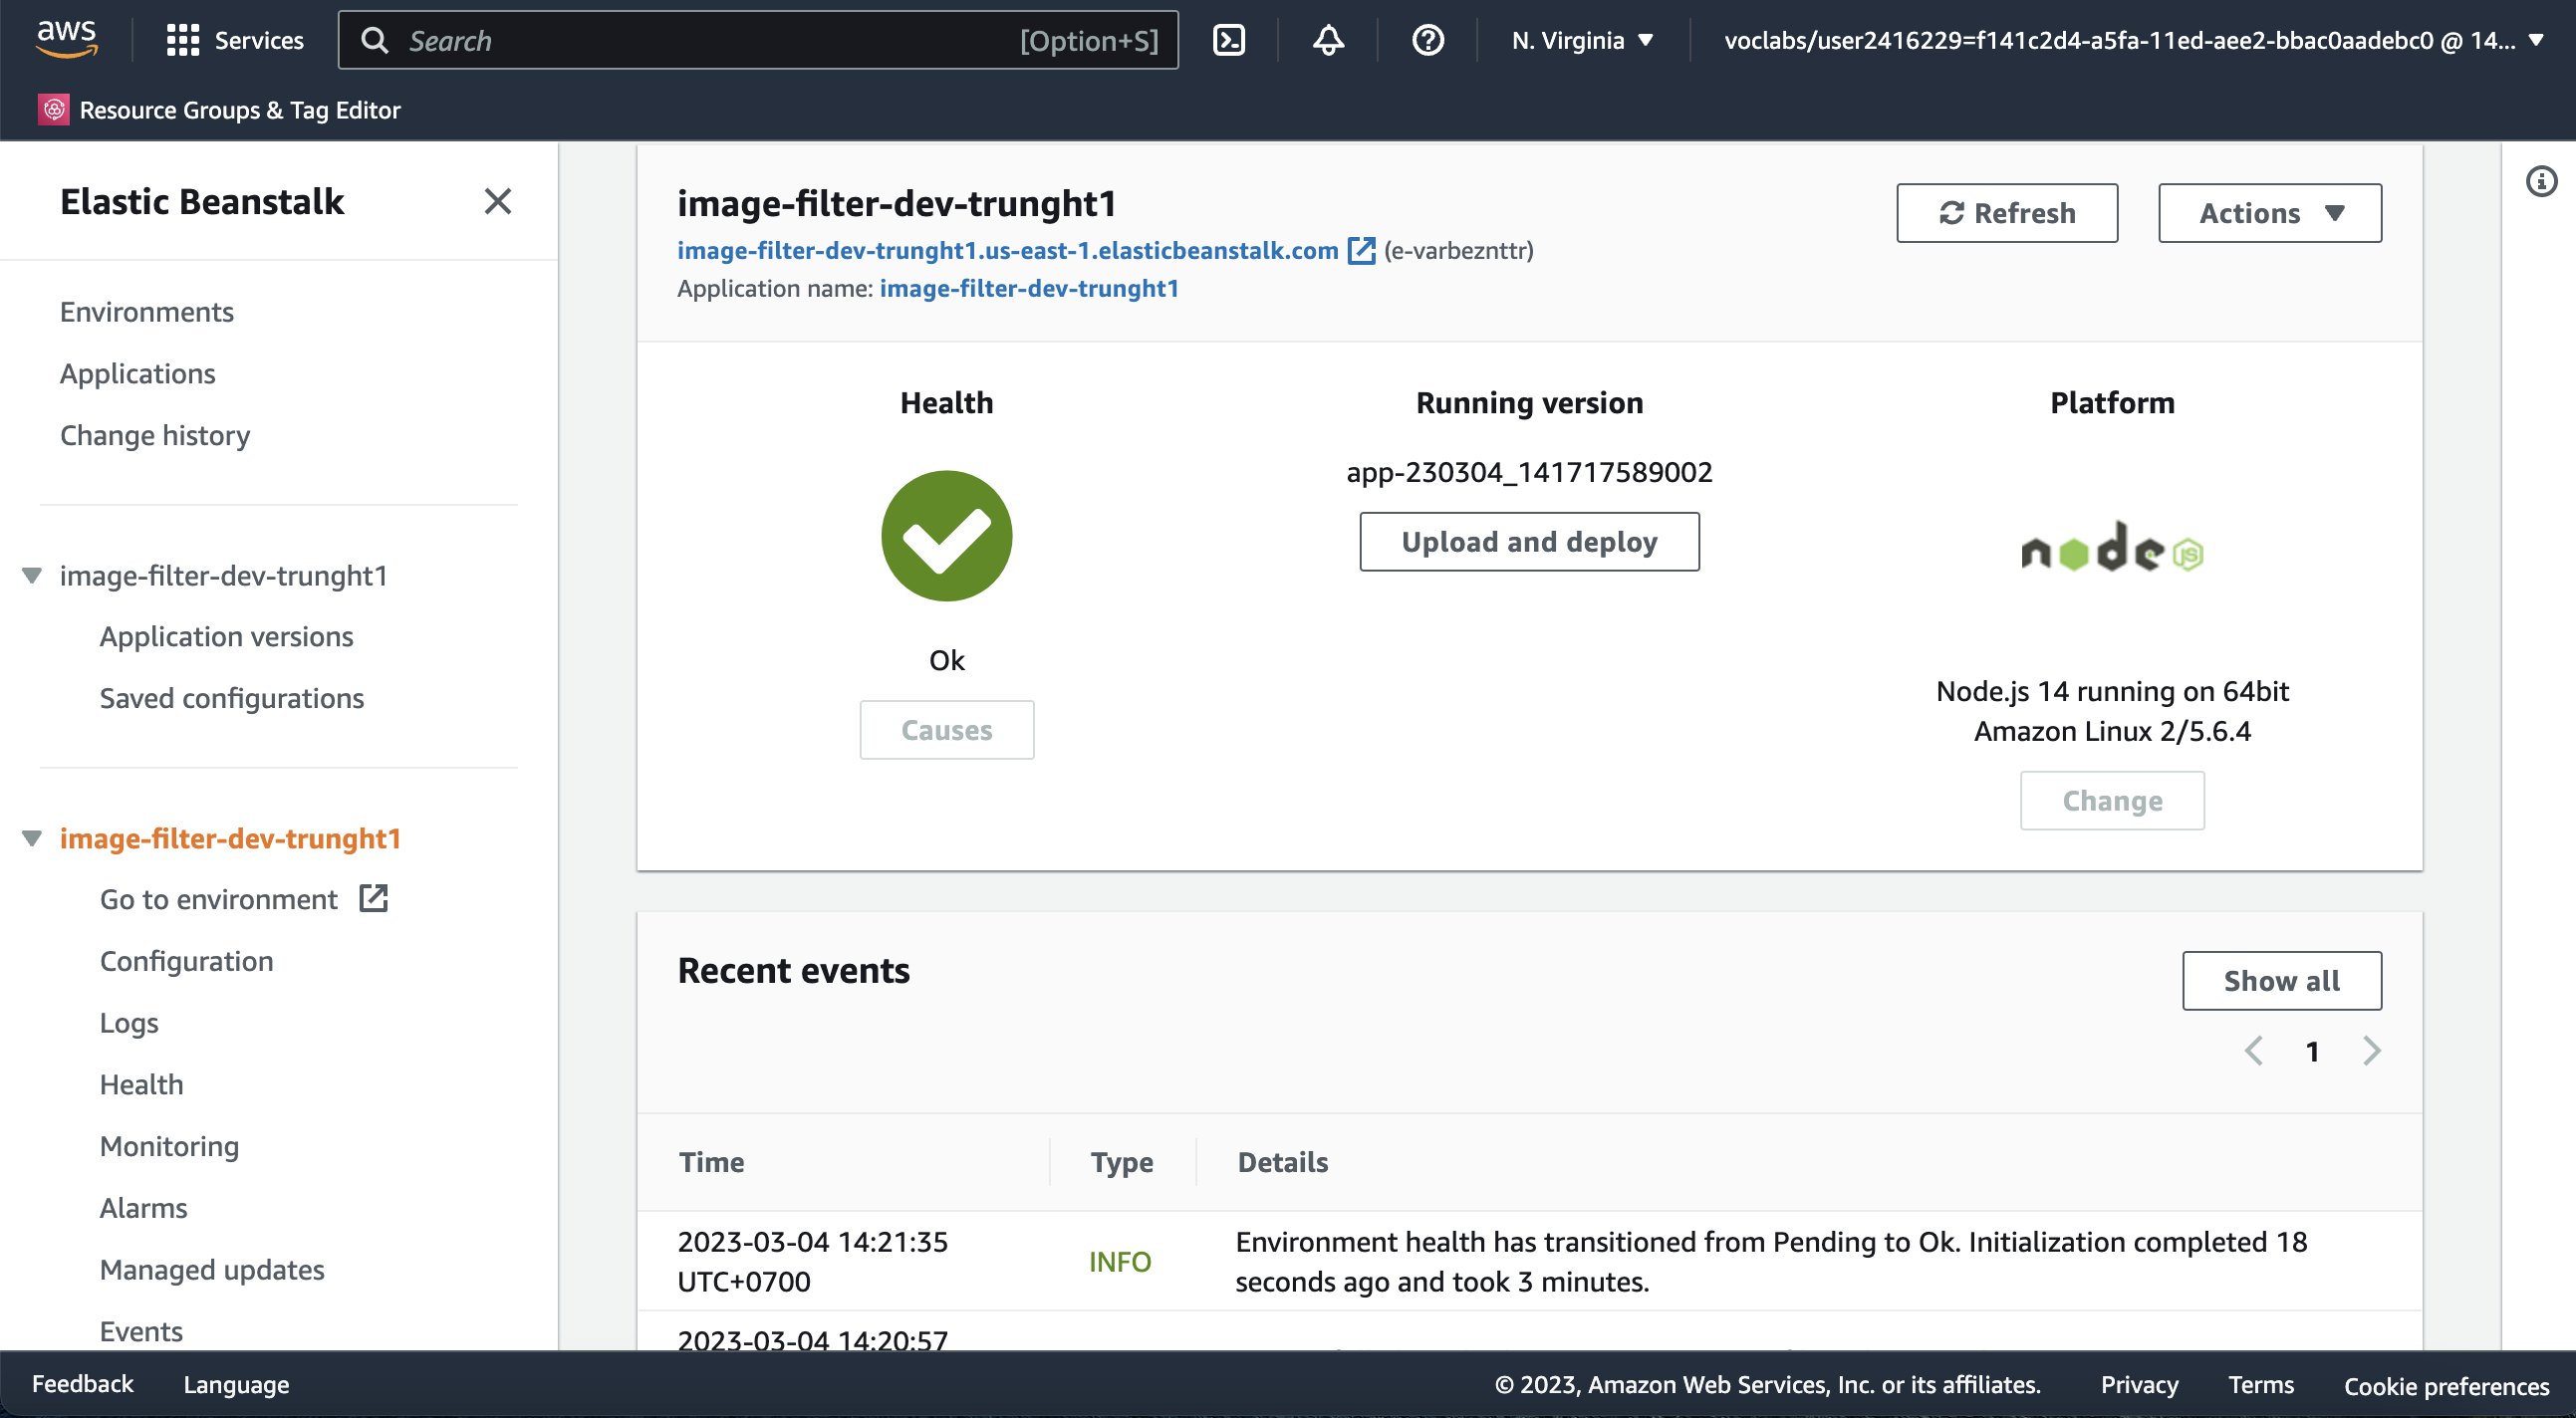 aws
Services
Search
[Option+S]
N. Virginia
voclabs/user2416229=f141c2d4-a5fa-11ed-aee2-bbac0aadebc0 @ 14...
Resource Groups & Tag Editor
Elastic Beanstalk
Environments
Applications
Change history
image-filter-dev-trunght1
Application versions
Saved configurations
image-filter-dev-trunght1
Go to environment
Configuration
Logs
Health
Monitoring
Alarms
Managed updates
Events
image-filter-dev-trunght1
image-filter-dev-trunght1.us-east-1.elasticbeanstalk.com (e-varbeznttr)
Application name: image-filter-dev-trunght1
Refresh
Actions
Health
Ok
Causes
Running version
app-230304_141717589002
Upload and deploy
Platform
node JS
Node.js 14 running on 64bit
Amazon Linux 2/5.6.4
Change
Recent events
Show all
1
Time
Type
Details
2023-03-04 14:21:35
UTC+0700
INFO
Environment health has transitioned from Pending to Ok. Initialization completed 18
seconds ago and took 3 minutes.
2023-03-04 14:20:57
Feedback
Language
© 2023, Amazon Web Services, Inc. or its affiliates.
Privacy
Terms
Cookie preferences